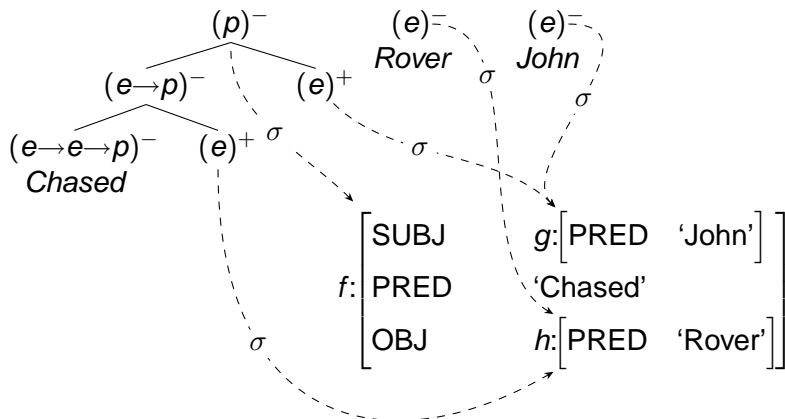 (p)⁻ (e)⁻ (e)⁻
Rover John
(e→p)⁻ (e)⁺ σ σ
σ σ
(e→e→p)⁻ (e)⁺
Chased
SUBJ g:[PRED ‘John’]
f: PRED ‘Chased’
OBJ h:[PRED ‘Rover’]
σ